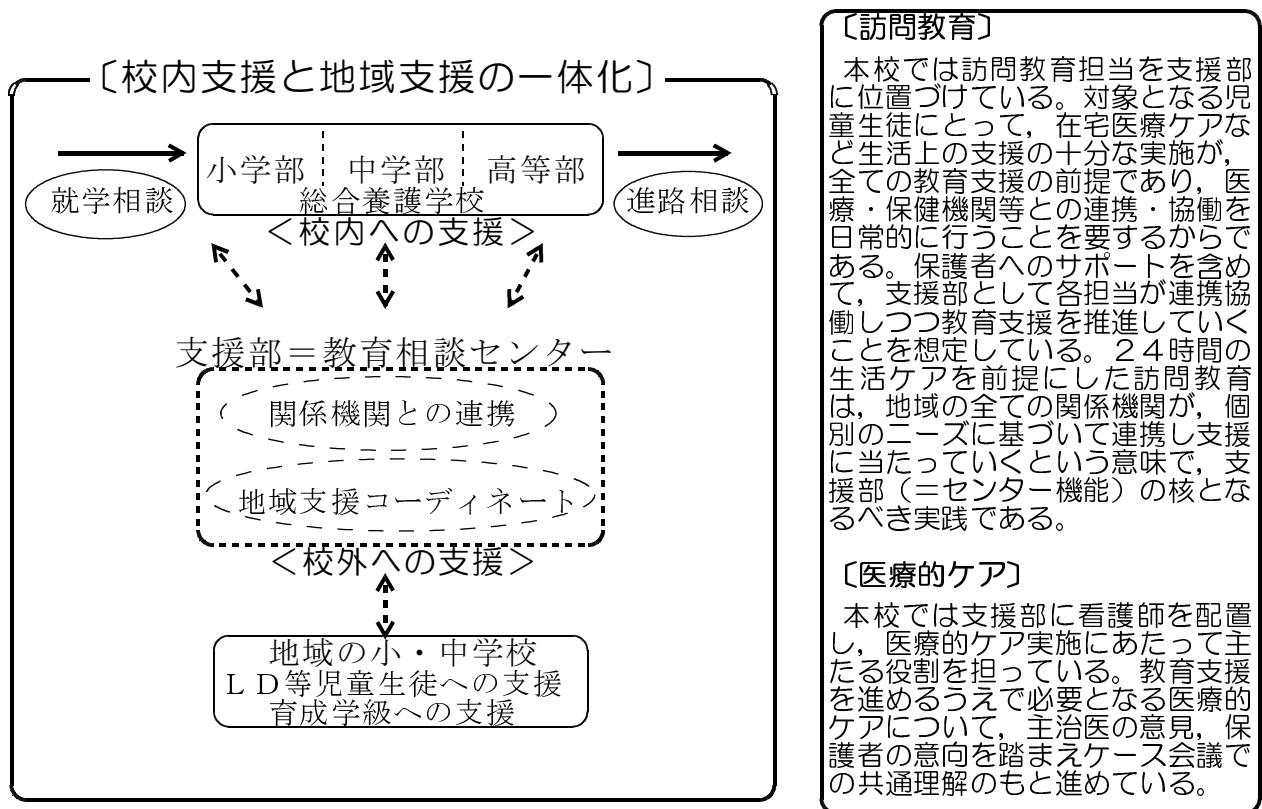 〔校内支援と地域支援の一体化〕
小学部 中学部 高等部
総合養護学校
就学相談
進路相談
<校内への支援>
支援部＝教育相談センター
関係機関との連携
地域支援コーディネート
<校外への支援>
地域の小・中学校
ＬＤ等児童生徒への支援
育成学級への支援
〔訪問教育〕
本校では訪問教育担当を支援部
に位置づけている。対象となる児
童生徒にとって，在宅医療ケアな
ど生活上の支援の十分な実施が，
全ての教育支援の前提であり，医
療・保健機関等との連携・協働を
日常的に行うことを要するからで
ある。保護者へのサポートを含め
て，支援部として各担当が連携協
働しつつ教育支援を推進していく
ことを想定している。２４時間の
生活ケアを前提にした訪問教育
は，地域の全ての関係機関が，個
別のニーズに基づいて連携し支援
に当たっていくという意味で，支
援部（＝センター機能）の核とな
るべき実践である。
〔医療的ケア〕
本校では支援部に看護師を配置
し，医療的ケア実施にあたって主
たる役割を担っている。教育支援
を進めるうえで必要となる医療的
ケアについて，主治医の意見，保
護者の意向を踏まえケース会議で
の共通理解のもと進めている。